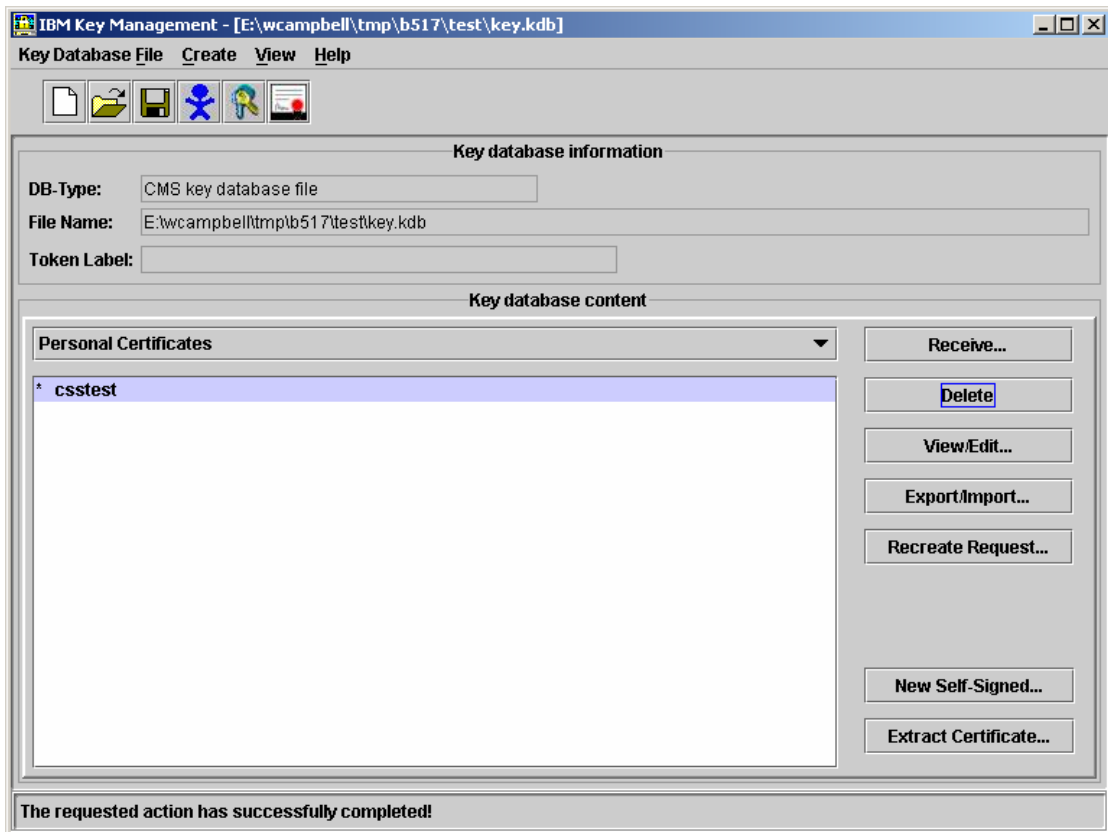 IBM Key Management - [E:\wcampbell\tmp\b517\test\key.kdb]
Key Database File Create View Help
Key database information
DB-Type: CMS key database file
File Name: E:\wcampbell\tmp\b517\test\key.kdb
Token Label:
Key database content
Personal Certificates
Receive...
* csstest
Delete
View/Edit...
Export/Import...
Recreate Request...
New Self-Signed...
Extract Certificate...
The requested action has successfully completed!